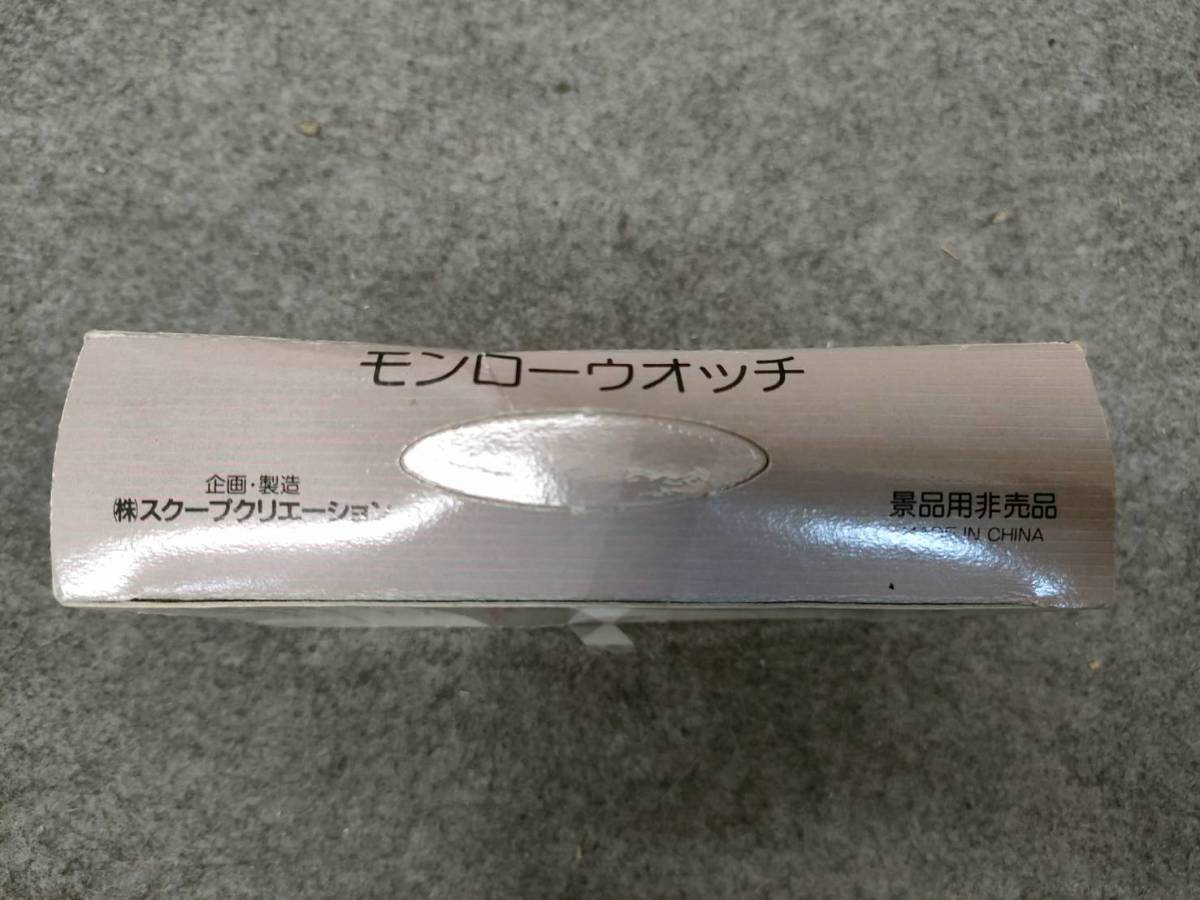 モンローウオッチ
企画・製造
㈱スクープクリエーション
景品用非売品
MADE IN CHINA